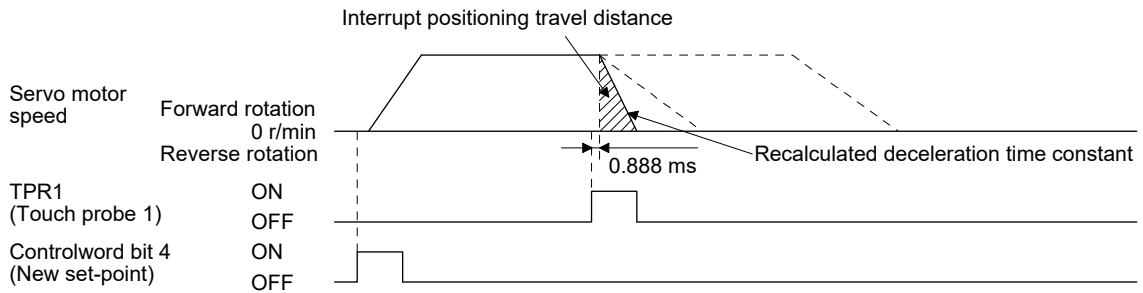 Interrupt positioning travel distance
Servo motor
speed
Forward rotation
0 r/min
Reverse rotation
0.888 ms
Recalculated deceleration time constant
TPR1
(Touch probe 1)
ON
OFF
Controlword bit 4
(New set-point)
ON
OFF